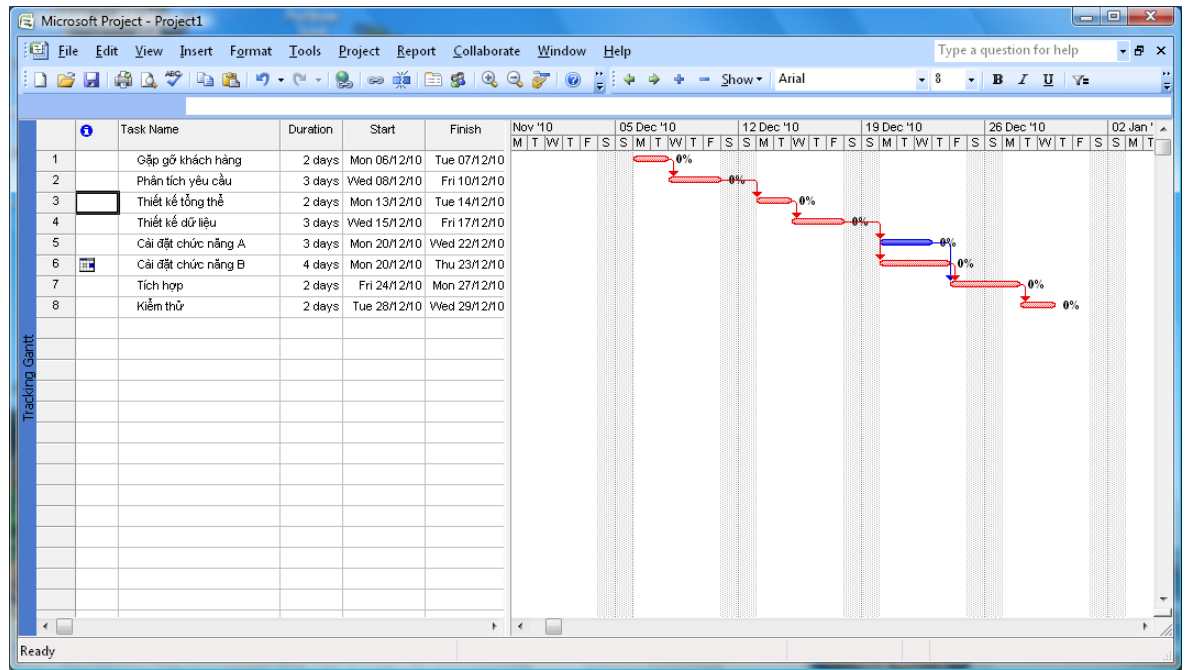 Microsoft Project - Project1
File Edit View Insert Format Tools Project Report Collaborate Window Help Type a question for help
Show Arial 8 B I U
Task Name Duration Start Finish Nov '10 05 Dec '10 12 Dec '10 19 Dec '10 26 Dec '10 02 Jan '
M T W T F S S M T W T F S S M T W T F S S M T W T F S S M T W T F S S M T
1 Gặp gỡ khách hàng 2 days Mon 06/12/10 Tue 07/12/10 0%
2 Phân tích yêu cầu 3 days Wed 08/12/10 Fri 10/12/10 0%
3 Thiết kế tổng thể 2 days Mon 13/12/10 Tue 14/12/10 0%
4 Thiết kế dữ liệu 3 days Wed 15/12/10 Fri 17/12/10 0%
5 Cài đặt chức năng A 3 days Mon 20/12/10 Wed 22/12/10 0%
6 Cài đặt chức năng B 4 days Mon 20/12/10 Thu 23/12/10 0%
7 Tích hợp 2 days Fri 24/12/10 Mon 27/12/10 0%
8 Kiểm thử 2 days Tue 28/12/10 Wed 29/12/10 0%
Tracking Gantt
Ready